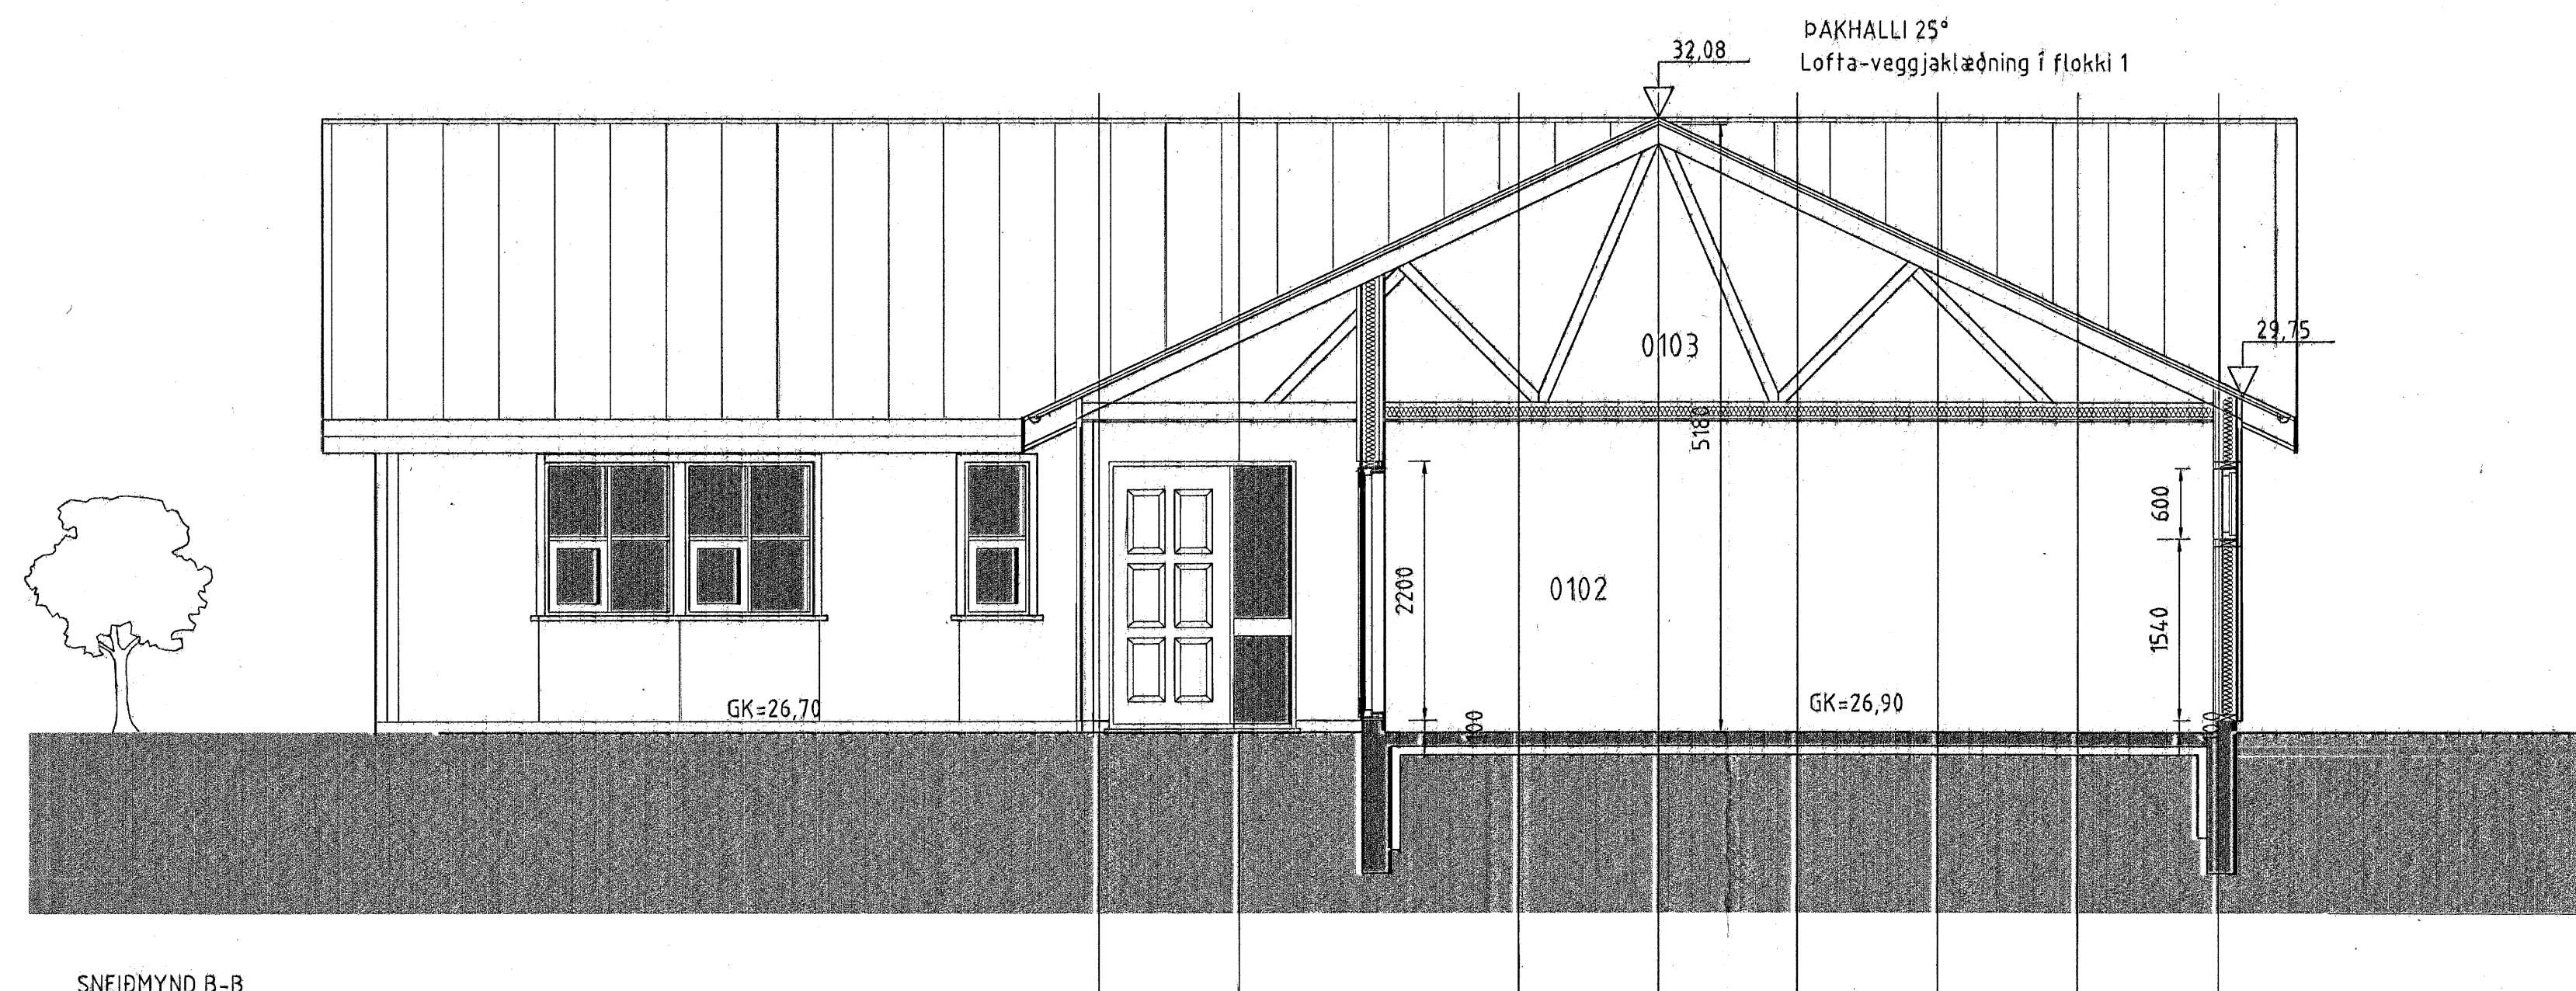 ÞAKHALLI 25°
Lofta-veggjaklæðning í flokki 1
32,08
29,75
0103
5180
600
2200
0102
1540
GK=26,70
GK=26,90
100
SNEIÐMYND B-B